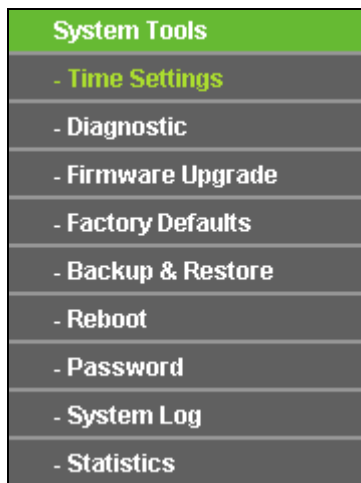 System Tools
- Time Settings
- Diagnostic
- Firmware Upgrade
- Factory Defaults
- Backup & Restore
- Reboot
- Password
- System Log
- Statistics